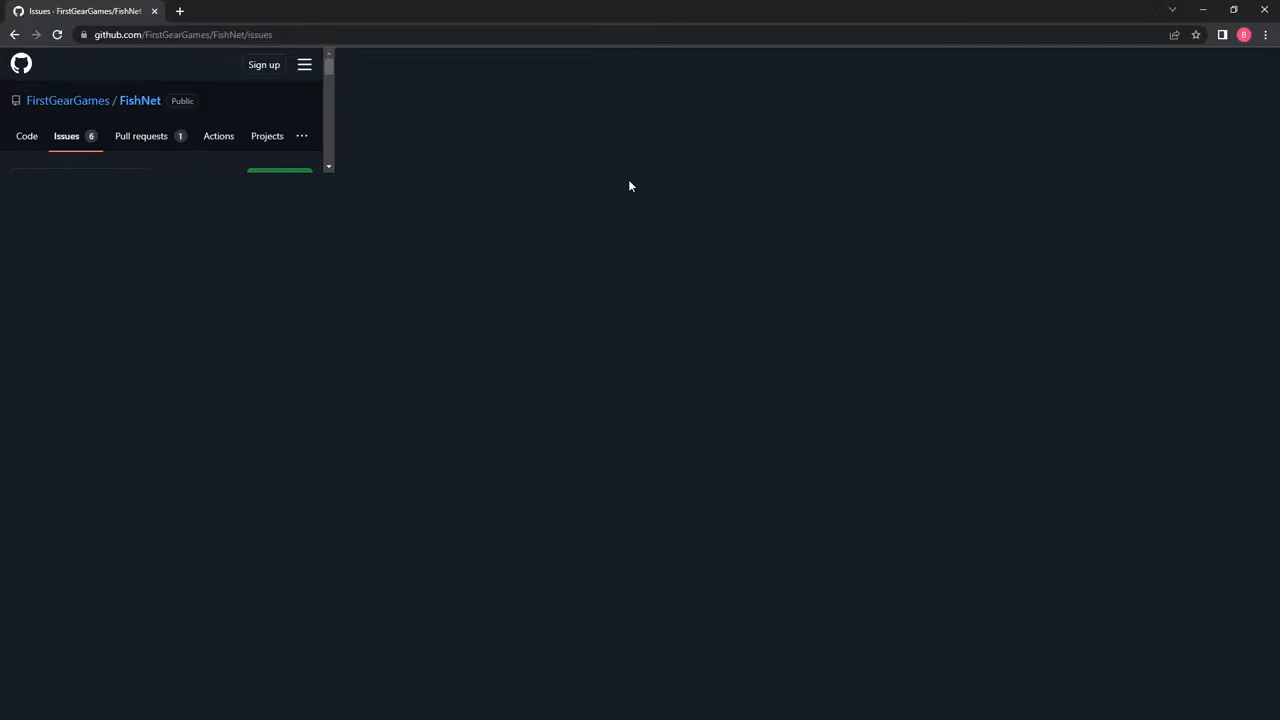 Issues · FirstGearGames/FishNet
github.com/FirstGearGames/FishNet/issues
B
Sign up
FirstGearGames / FishNet Public
Code Issues 6 Pull requests 1 Actions Projects